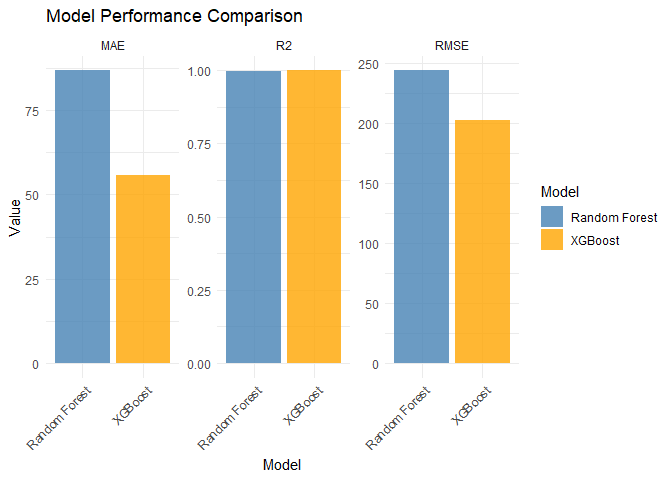 Model Performance Comparison
MAE
R2
RMSE
Value
75
50
25
0
1.00
0.75
0.50
0.25
0.00
250
200
150
100
50
0
Random Forest
XGBoost
Random Forest
XGBoost
Random Forest
XGBoost
Model
Model
Random Forest
XGBoost